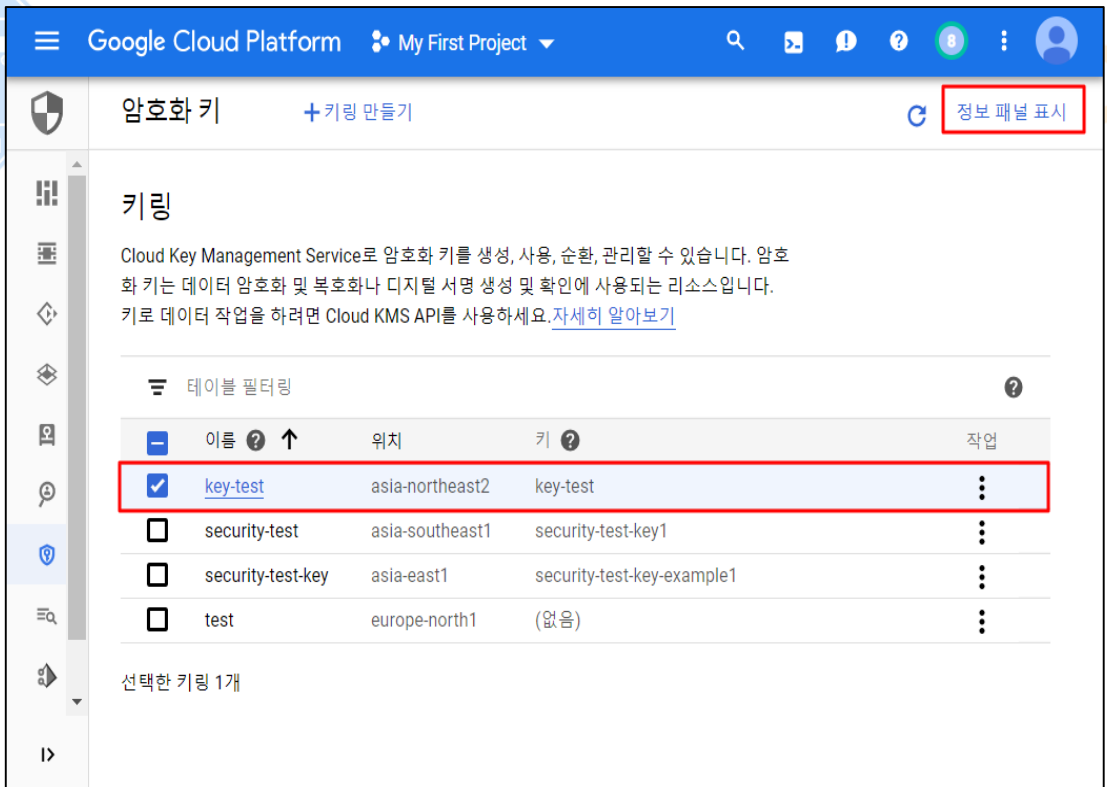 Google Cloud Platform My First Project 8
암호화 키 +키링 만들기 정보 패널 표시
키링
Cloud Key Management Service로 암호화 키를 생성, 사용, 순환, 관리할 수 있습니다. 암호
화 키는 데이터 암호화 및 복호화나 디지털 서명 생성 및 확인에 사용되는 리소스입니다.
키로 데이터 작업을 하려면 Cloud KMS API를 사용하세요.자세히 알아보기
테이블 필터링
이름 위치 키 작업
key-test asia-northeast2 key-test
security-test asia-southeast1 security-test-key1
security-test-key asia-east1 security-test-key-example1
test europe-north1 (없음)
선택한 키링 1개